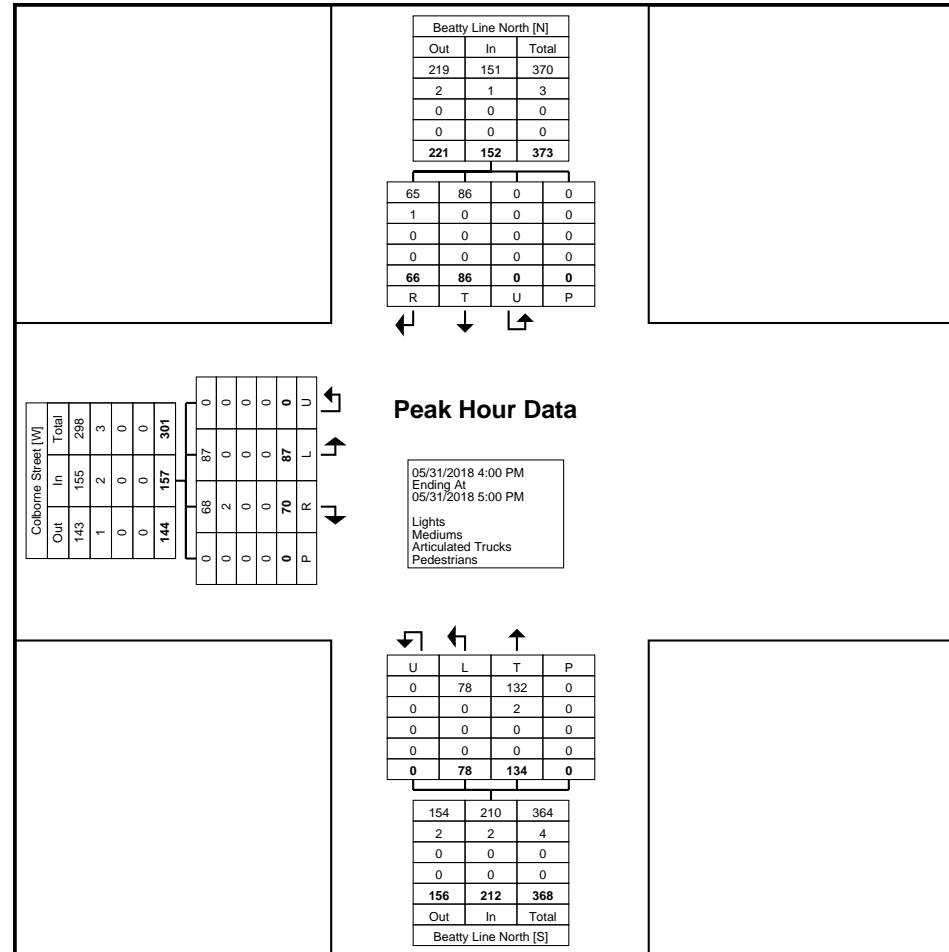 Beatty Line North [N]
Out In Total
219 151 370
2 1 3
0 0 0
0 0 0
221 152 373
65 86 0 0
1 0 0 0
0 0 0 0
0 0 0 0
66 86 0 0
R T U P
Peak Hour Data
05/31/2018 4:00 PM
Ending At
05/31/2018 5:00 PM
Lights
Mediums
Articulated Trucks
Pedestrians
Colborne Street [W]
Out In Total
143 155 298
1 2 3
0 0 0
0 0 0
144 157 301
0 68 87 0
0 2 0 0
0 0 0 0
0 0 0 0
0 70 87 0
P R L U
U L T P
0 78 132 0
0 0 2 0
0 0 0 0
0 0 0 0
0 78 134 0
154 210 364
2 2 4
0 0 0
0 0 0
156 212 368
Out In Total
Beatty Line North [S]